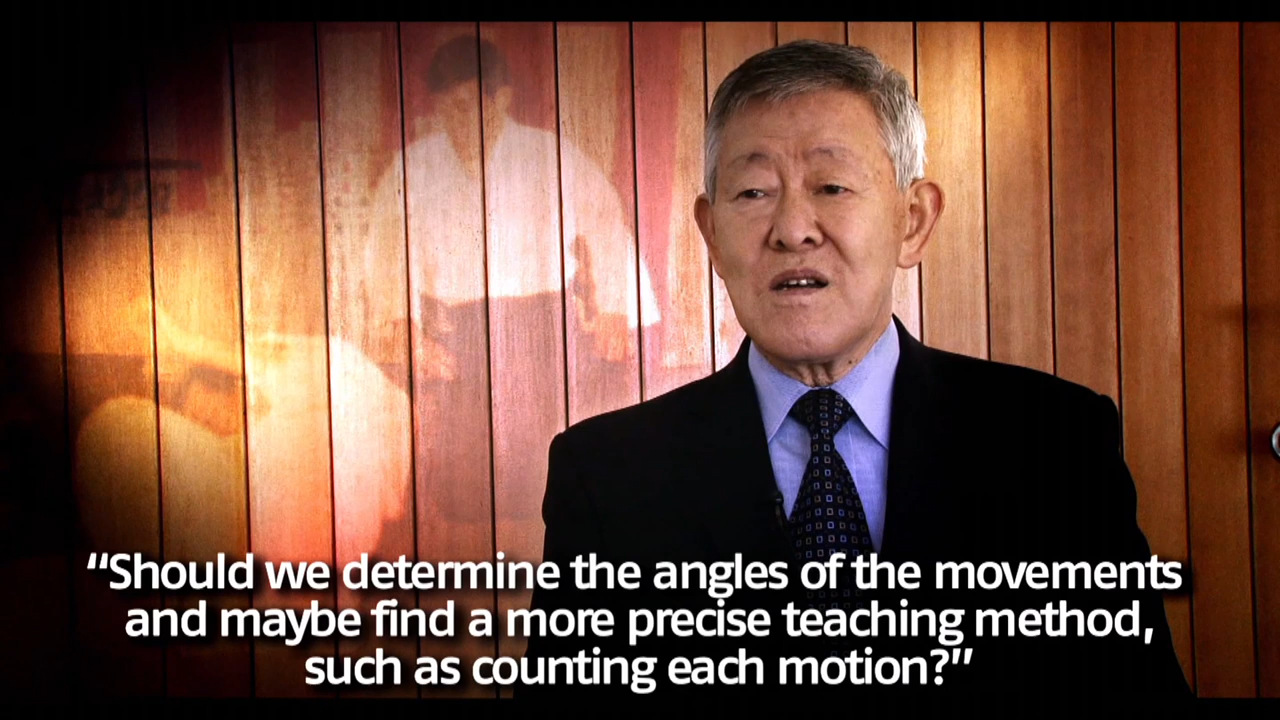 “Should we determine the angles of the movements
and maybe find a more precise teaching method,
such as counting each motion?”